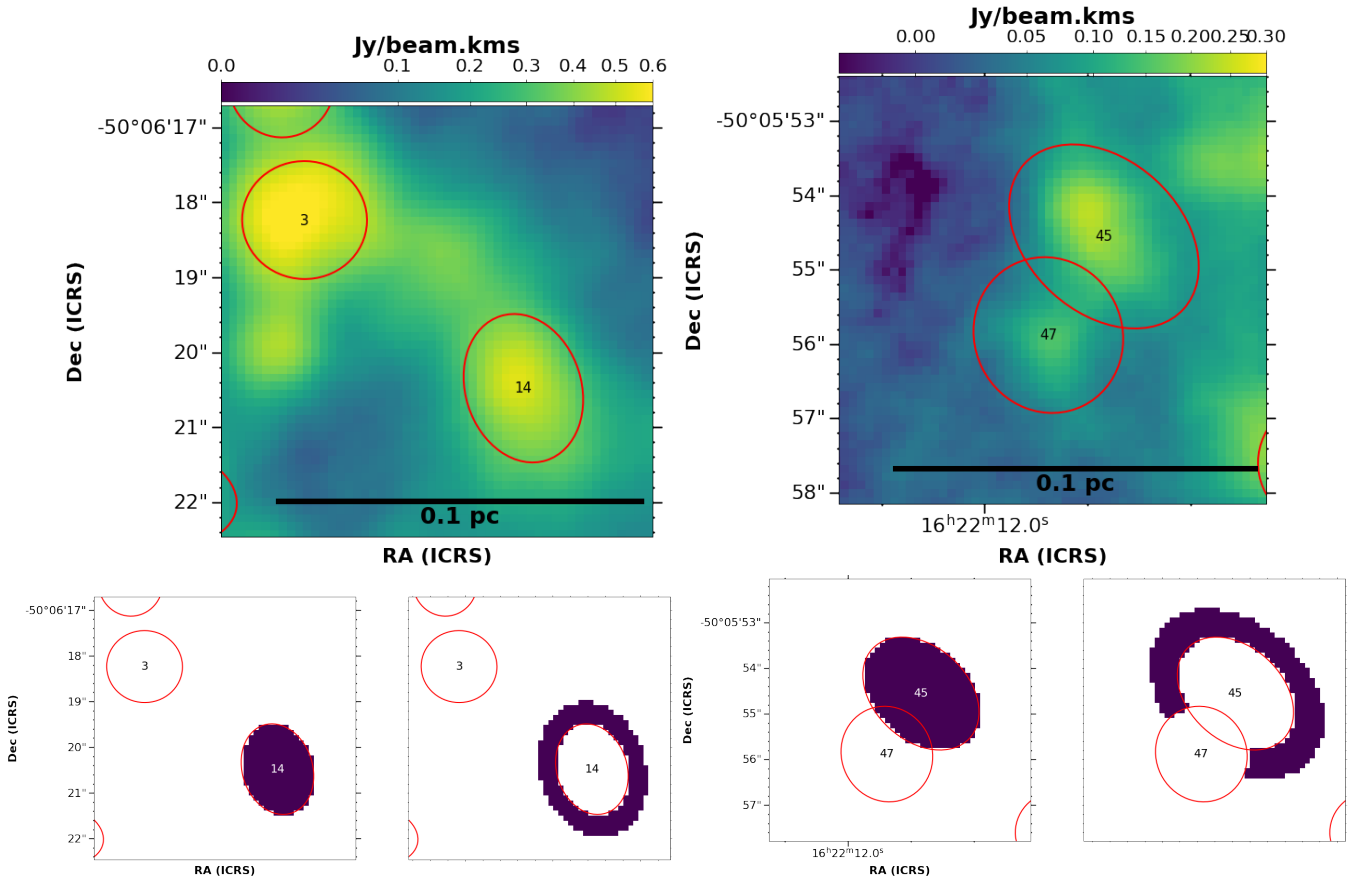 Jy/beam.kms
0.0 0.1 0.2 0.3 0.4 0.5 0.6
-50°06'17"
18"
19"
20"
21"
22"
Dec (ICRS)
3
14
0.1 pc
RA (ICRS)
Jy/beam.kms
0.00 0.05 0.10 0.15 0.20 0.25 0.30
-50°05'53"
54"
55"
56"
57"
58"
Dec (ICRS)
45
47
0.1 pc
16ʰ22ᵐ12.0ˢ
RA (ICRS)
-50°06'17"
18"
19"
20"
21"
22"
Dec (ICRS)
3
14
3
14
RA (ICRS)
-50°05'53"
54"
55"
56"
57"
Dec (ICRS)
45
47
45
47
16ʰ22ᵐ12.0ˢ
RA (ICRS)